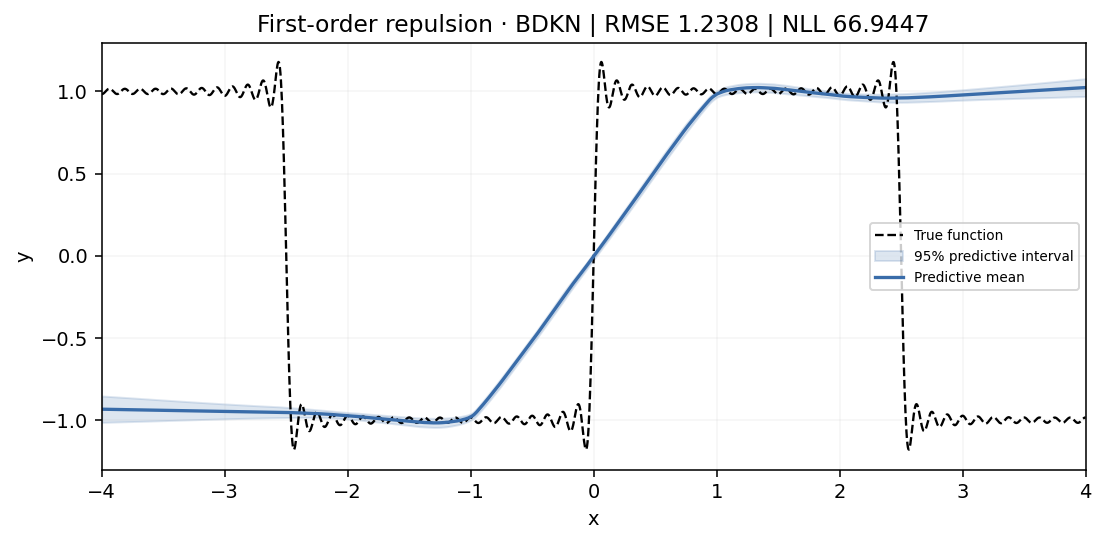 First-order repulsion · BDKN | RMSE 1.2308 | NLL 66.9447
1.0
0.5
0.0
−0.5
−1.0
y
True function
95% predictive interval
Predictive mean
−4 −3 −2 −1 0 1 2 3 4
x